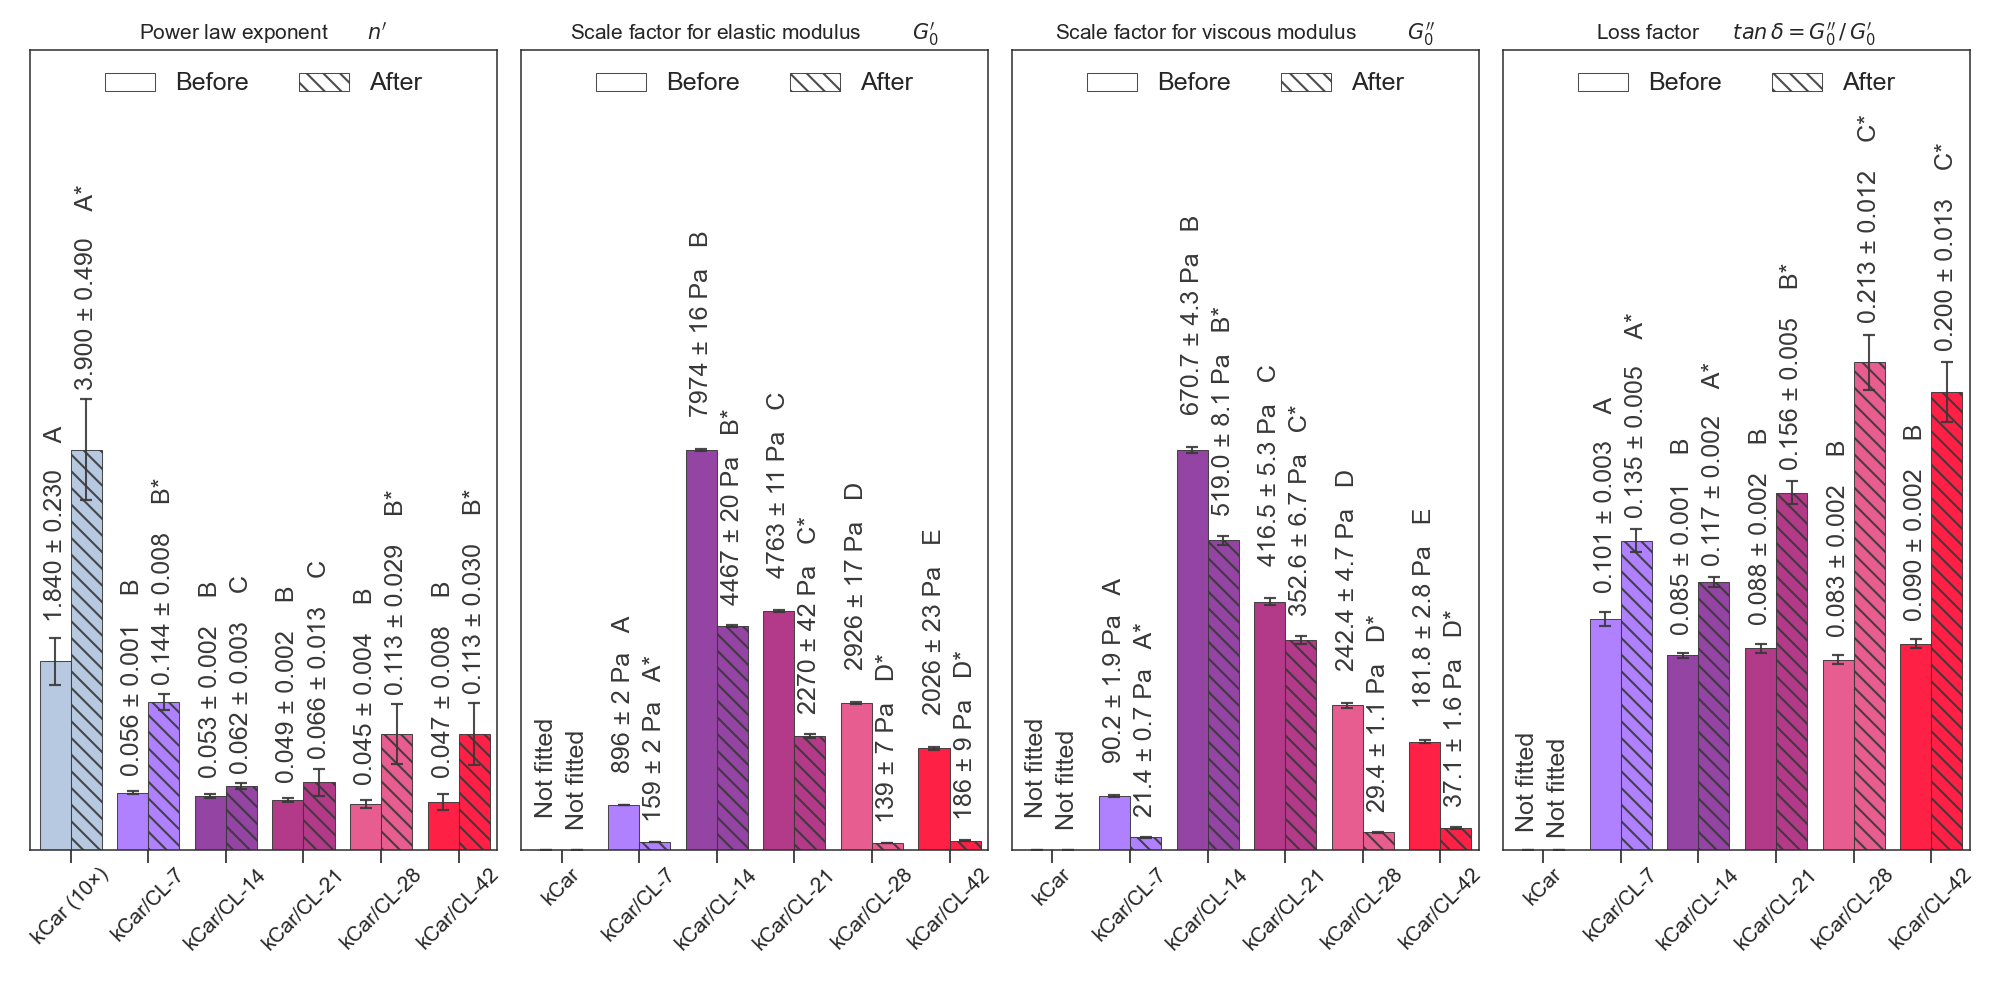 Power law exponent n′
Before After
1.840 ± 0.230 A
3.900 ± 0.490 A*
0.056 ± 0.001 B
0.144 ± 0.008 B*
0.053 ± 0.002 B
0.062 ± 0.003 C
0.049 ± 0.002 B
0.066 ± 0.013 C
0.045 ± 0.004 B
0.113 ± 0.029 B*
0.047 ± 0.008 B
0.113 ± 0.030 B*
kCar (10×)
kCar/CL-7
kCar/CL-14
kCar/CL-21
kCar/CL-28
kCar/CL-42
Scale factor for elastic modulus G′₀
Before After
Not fitted
Not fitted
896 ± 2 Pa A
159 ± 2 Pa A*
7974 ± 16 Pa B
4467 ± 20 Pa B*
4763 ± 11 Pa C
2270 ± 42 Pa C*
2926 ± 17 Pa D
139 ± 7 Pa D*
2026 ± 23 Pa E
186 ± 9 Pa D*
kCar
kCar/CL-7
kCar/CL-14
kCar/CL-21
kCar/CL-28
kCar/CL-42
Scale factor for viscous modulus G″₀
Before After
Not fitted
Not fitted
90.2 ± 1.9 Pa A
21.4 ± 0.7 Pa A*
670.7 ± 4.3 Pa B
519.0 ± 8.1 Pa B*
416.5 ± 5.3 Pa C
352.6 ± 6.7 Pa C*
242.4 ± 4.7 Pa D
29.4 ± 1.1 Pa D*
181.8 ± 2.8 Pa E
37.1 ± 1.6 Pa D*
kCar
kCar/CL-7
kCar/CL-14
kCar/CL-21
kCar/CL-28
kCar/CL-42
Loss factor tan δ = G″₀ / G′₀
Before After
Not fitted
Not fitted
0.101 ± 0.003 A
0.135 ± 0.005 A*
0.085 ± 0.001 B
0.117 ± 0.002 A*
0.088 ± 0.002 B
0.156 ± 0.005 B*
0.083 ± 0.002 B
0.213 ± 0.012 C*
0.090 ± 0.002 B
0.200 ± 0.013 C*
kCar
kCar/CL-7
kCar/CL-14
kCar/CL-21
kCar/CL-28
kCar/CL-42